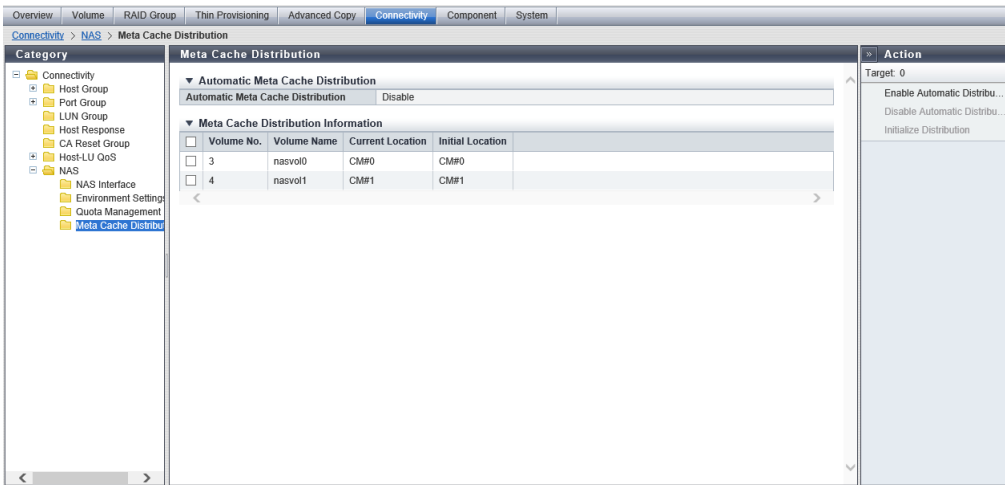 Overview Volume RAID Group Thin Provisioning Advanced Copy Connectivity Component System
Connectivity > NAS > Meta Cache Distribution
Category
Connectivity
Host Group
Port Group
LUN Group
Host Response
CA Reset Group
Host-LU QoS
NAS
NAS Interface
Environment Settings
Quota Management
Meta Cache Distribut
Meta Cache Distribution
Automatic Meta Cache Distribution
Automatic Meta Cache Distribution Disable
Meta Cache Distribution Information
Volume No. Volume Name Current Location Initial Location
3 nasvol0 CM#0 CM#0
4 nasvol1 CM#1 CM#1
» Action
Target: 0
Enable Automatic Distribu...
Disable Automatic Distribu...
Initialize Distribution